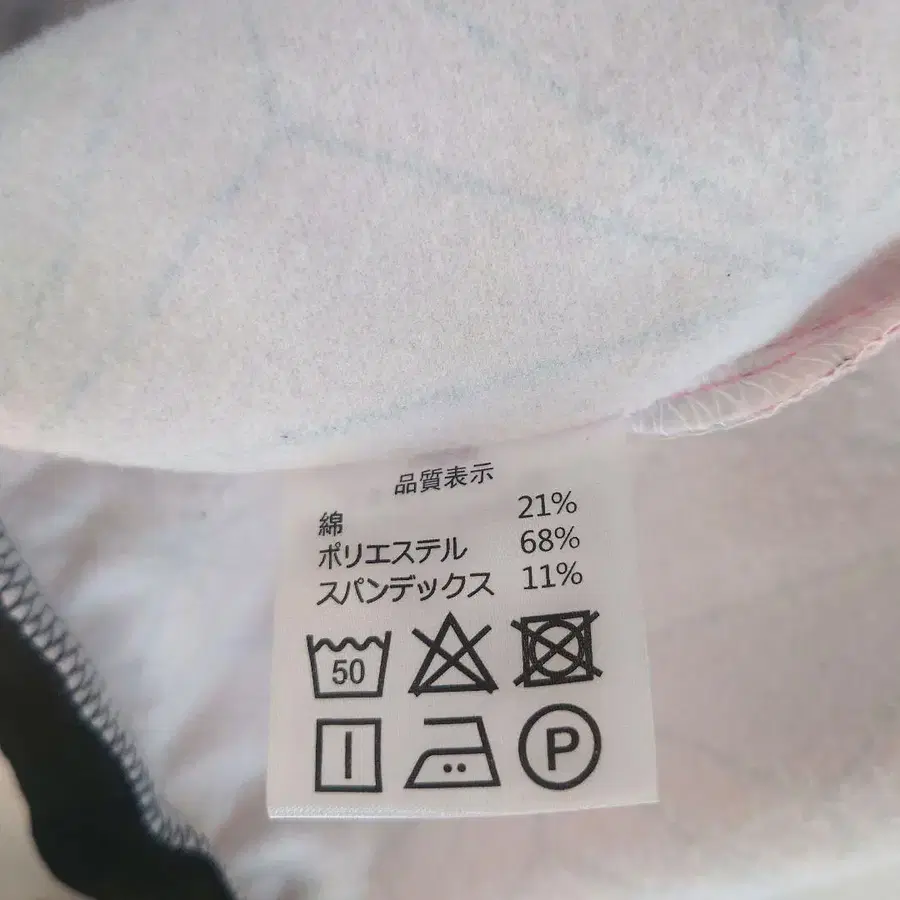 品質表示
綿 21%
ポリエステル 68%
スパンデックス 11%
50
P